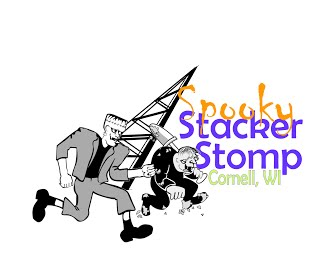 Spooky
Stacker
Stomp
Cornell, WI